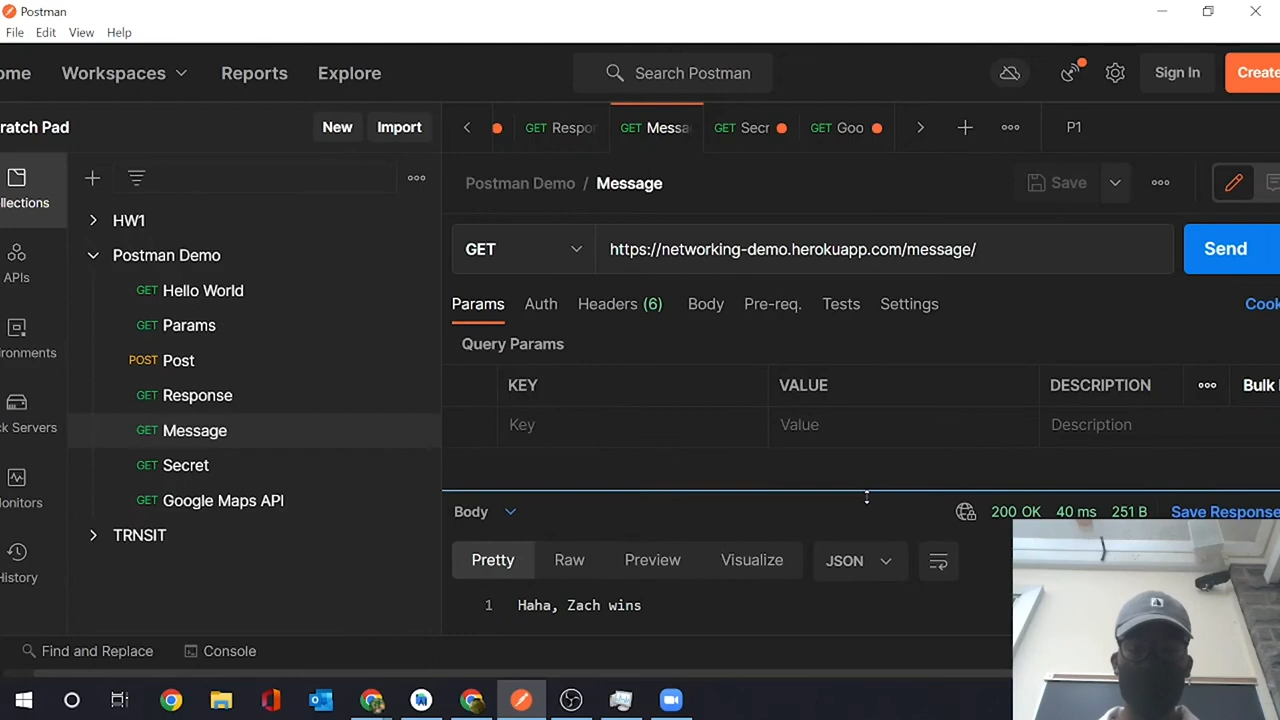 Postman
File Edit View Help
ome Workspaces Reports Explore Search Postman Sign In Create
ratch Pad New Import
GET Respor GET Messa GET Secr GET Goo P1
Postman Demo / Message Save
ollections
APIs
ironments
ck Servers
onitors
History
HW1
Postman Demo
GET Hello World
GET Params
POST Post
GET Response
GET Message
GET Secret
GET Google Maps API
TRNSIT
GET https://networking-demo.herokuapp.com/message/ Send
Params Auth Headers (6) Body Pre-req. Tests Settings Cook
Query Params
KEY VALUE DESCRIPTION Bulk
Key Value Description
Body 200 OK 40 ms 251 B Save Response
Pretty Raw Preview Visualize JSON
1 Haha, Zach wins
Find and Replace Console